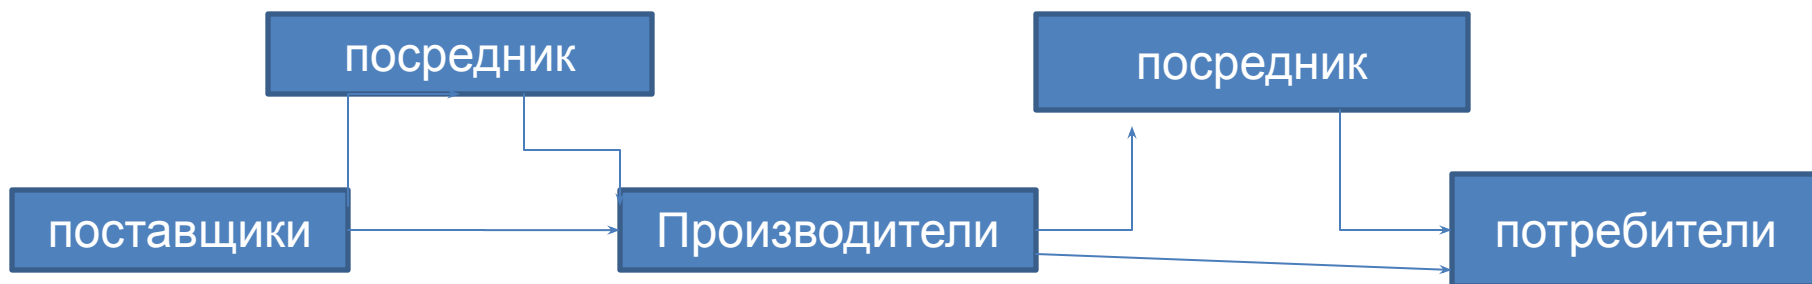 посредник
посредник
поставщики
Производители
потребители